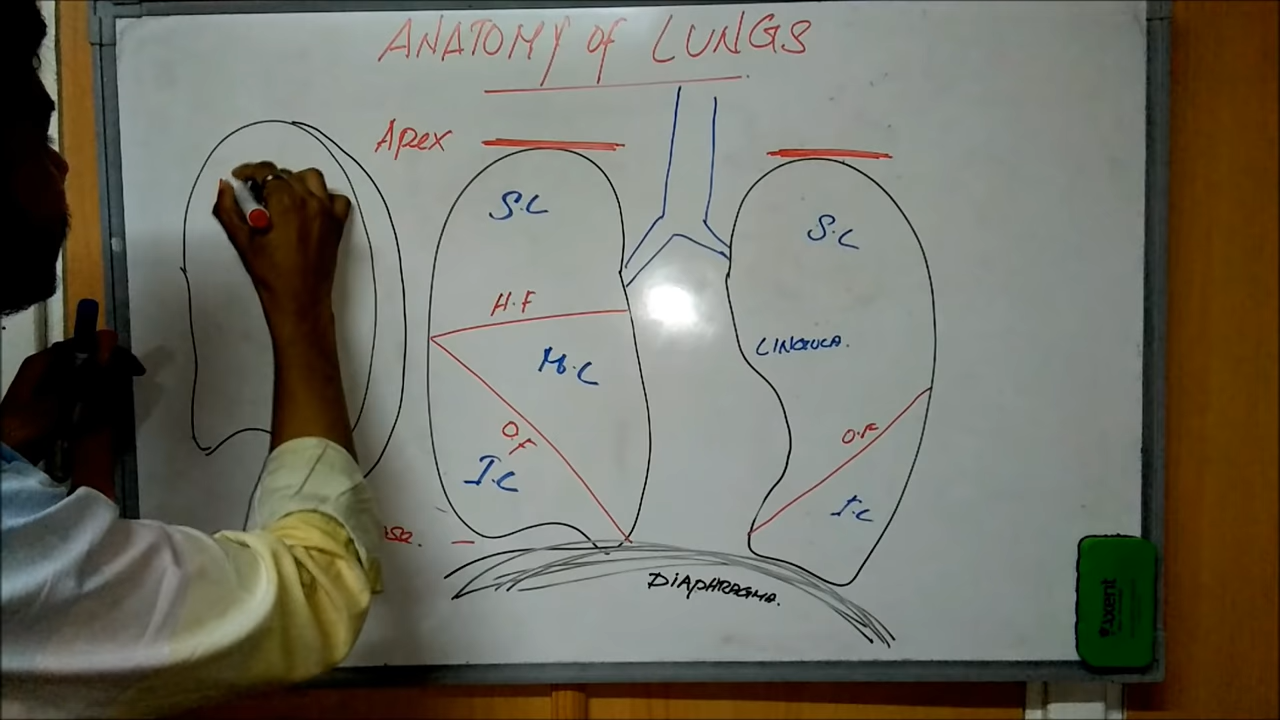 ANATOMY of LUNGS
Apex
S.C
S.C
H.F
M.C
LINGULA.
O.F
O.F
I.C
I.C
DIAPHRAGMA.